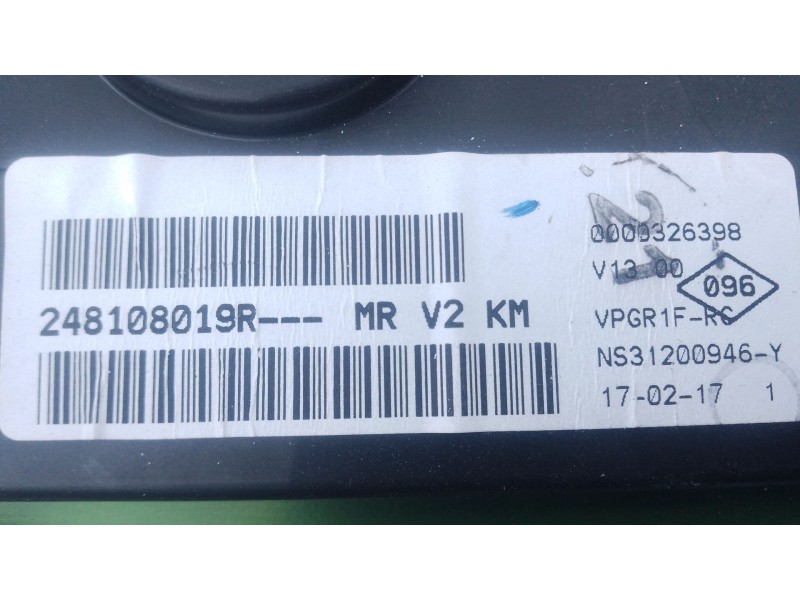 0000326398
V13 00
096
248108019R--- MR V2 KM
VPGR1F-RC
NS31200946-Y
17-02-17 1